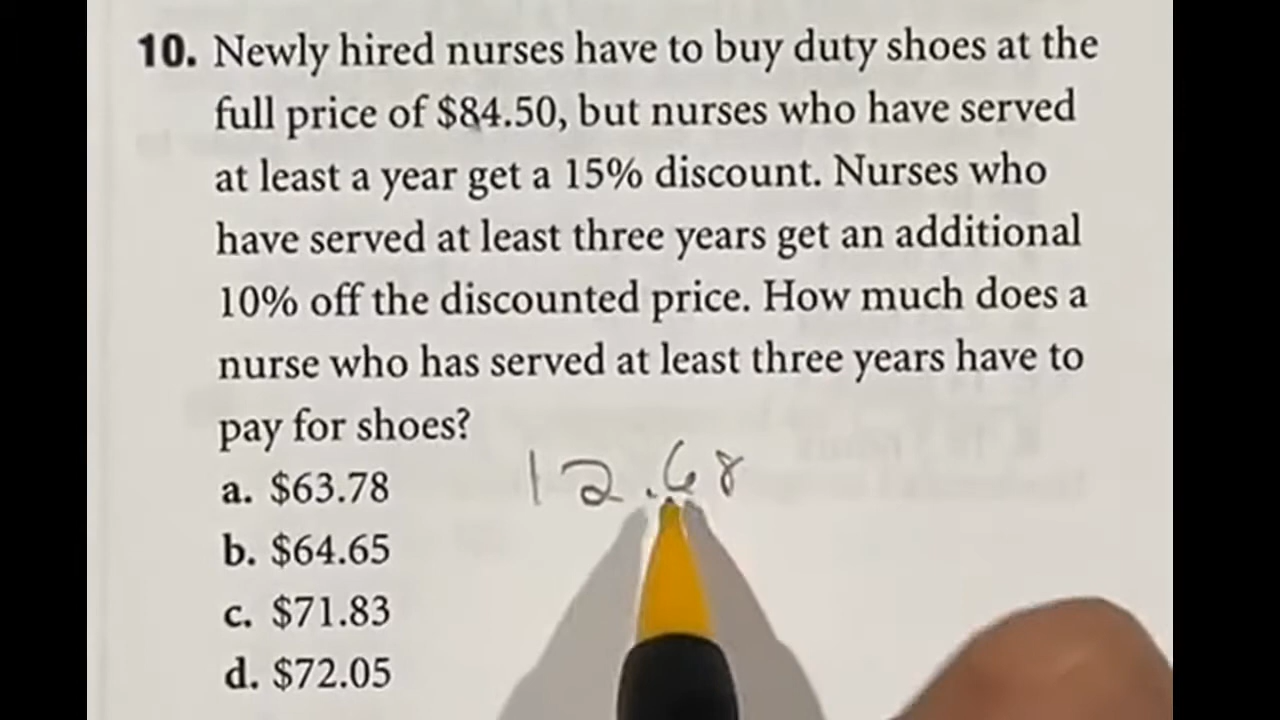 10. Newly hired nurses have to buy duty shoes at the
full price of $84.50, but nurses who have served
at least a year get a 15% discount. Nurses who
have served at least three years get an additional
10% off the discounted price. How much does a
nurse who has served at least three years have to
pay for shoes?
12.68
a. $63.78
b. $64.65
c. $71.83
d. $72.05